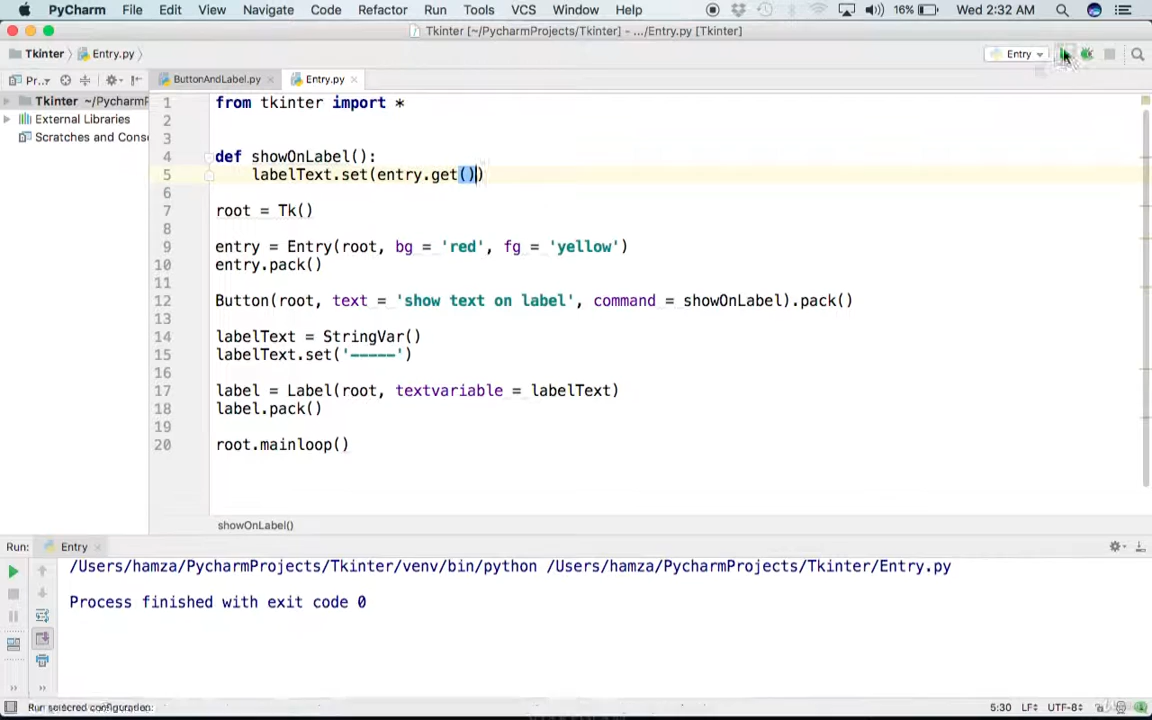 PyCharm File Edit View Navigate Code Refactor Run Tools VCS Window Help 16% Wed 2:32 AM
Tkinter [~/PycharmProjects/Tkinter] - .../Entry.py [Tkinter]
Tkinter Entry.py Entry
Pr.. ButtonAndLabel.py Entry.py
Tkinter ~/PycharmP
External Libraries
Scratches and Conso
1 from tkinter import *
2
3
4 def showOnLabel():
5 labelText.set(entry.get())
6
7 root = Tk()
8
9 entry = Entry(root, bg = 'red', fg = 'yellow')
10 entry.pack()
11
12 Button(root, text = 'show text on label', command = showOnLabel).pack()
13
14 labelText = StringVar()
15 labelText.set('-----')
16
17 label = Label(root, textvariable = labelText)
18 label.pack()
19
20 root.mainloop()
showOnLabel()
Run: Entry
/Users/hamza/PycharmProjects/Tkinter/venv/bin/python /Users/hamza/PycharmProjects/Tkinter/Entry.py
Process finished with exit code 0
Run selected configuration: 5:30 LF÷ UTF-8÷